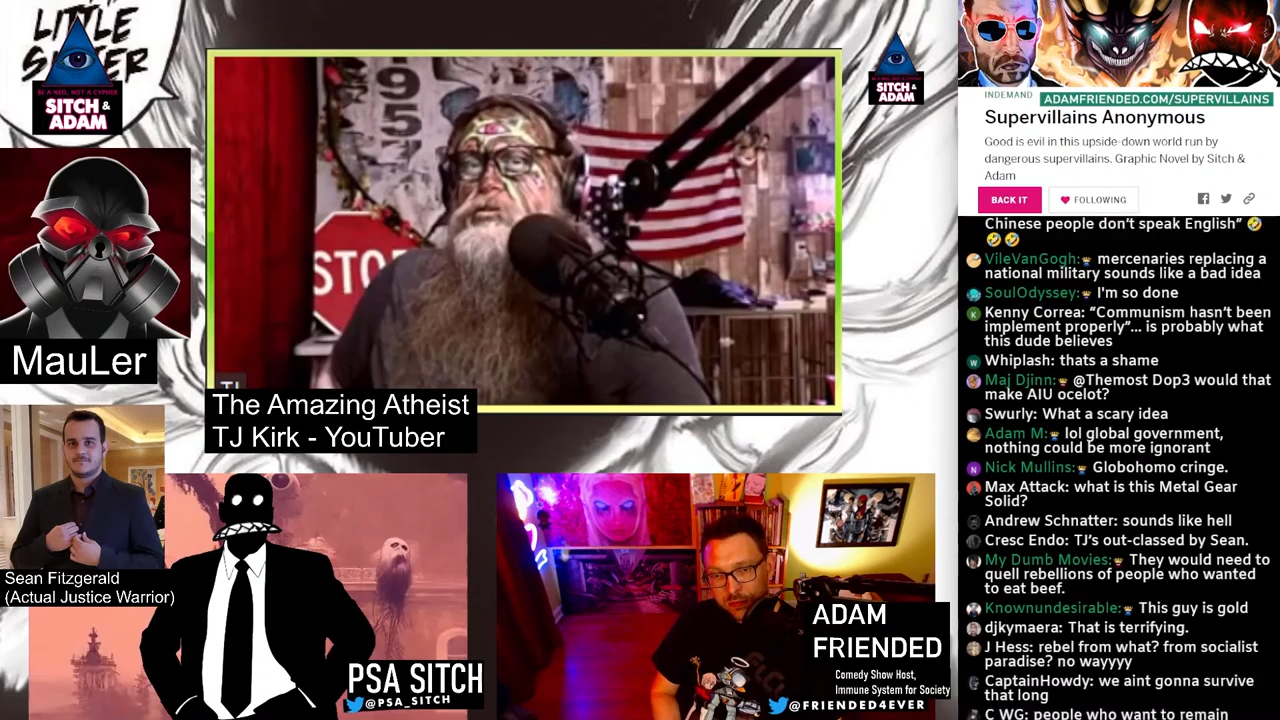 LITTLE
SISTER
BE A NEO, NOT A CYPHER
SITCH &
ADAM
MauLer
Sean Fitzgerald
(Actual Justice Warrior)
1957
STOP
The Amazing Atheist
TJ Kirk - YouTuber
SITCH &
ADAM
PSA SITCH
@PSA_SITCH
ADAM
FRIENDED
Comedy Show Host,
Immune System for Society
@FRIENDED4EVER
INDEMAND
ADAMFRIENDED.COM/SUPERVILLAINS
Supervillains Anonymous
Good is evil in this upside-down world run by
dangerous supervillains. Graphic Novel by Sitch &
Adam
BACK IT
FOLLOWING
Chinese people don't speak English" 🤣
🤣🤣
VileVanGogh: mercenaries replacing a
national military sounds like a bad idea
SoulOdyssey: I'm so done
Kenny Correa: "Communism hasn't been
implement properly"... is probably what
this dude believes
Whiplash: thats a shame
Maj Djinn: @Themost Dop3 would that
make AIU ocelot?
Swurly: What a scary idea
Adam M: lol global government,
nothing could be more ignorant
Nick Mullins: Globohomo cringe.
Max Attack: what is this Metal Gear
Solid?
Andrew Schnatter: sounds like hell
Cresc Endo: TJ's out-classed by Sean.
My Dumb Movies: They would need to
quell rebellions of people who wanted
to eat beef.
Knownundesirable: This guy is gold
djkymaera: That is terrifying.
J Hess: rebel from what? from socialist
paradise? no wayyyy
CaptainHowdy: we aint gonna survive
that long
C WG: people who want to remain